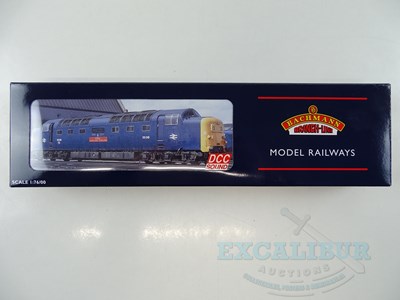 BACHMANN
BRANCH-LINE
MODEL RAILWAYS
DCC
SOUND
SCALE 1:76/00
EXCALIBUR
AUCTIONS